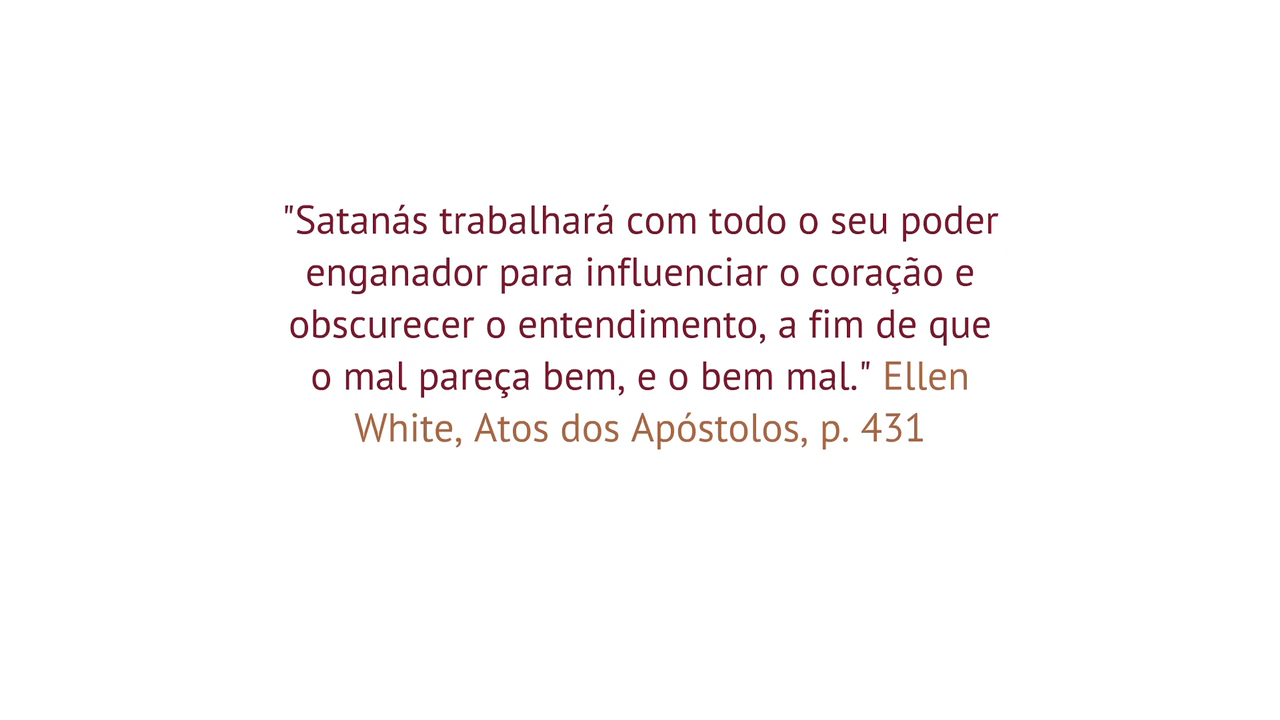 "Satanás trabalhará com todo o seu poder
enganador para influenciar o coração e
obscurecer o entendimento, a fim de que
o mal pareça bem, e o bem mal." Ellen
White, Atos dos Apóstolos, p. 431